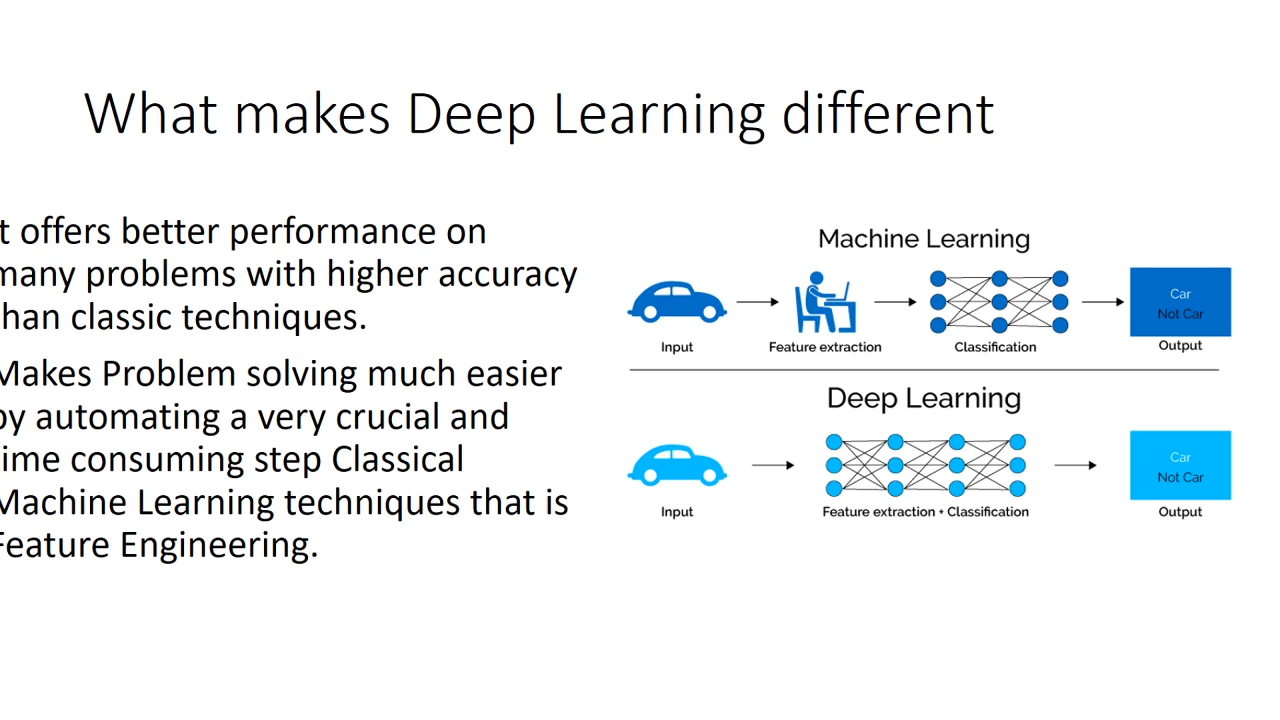 What makes Deep Learning different
t offers better performance on
many problems with higher accuracy
han classic techniques.
Makes Problem solving much easier
by automating a very crucial and
ime consuming step Classical
Machine Learning techniques that is
Feature Engineering.
Machine Learning
Car
Not Car
Input
Feature extraction
Classification
Output
Deep Learning
Car
Not Car
Input
Feature extraction + Classification
Output